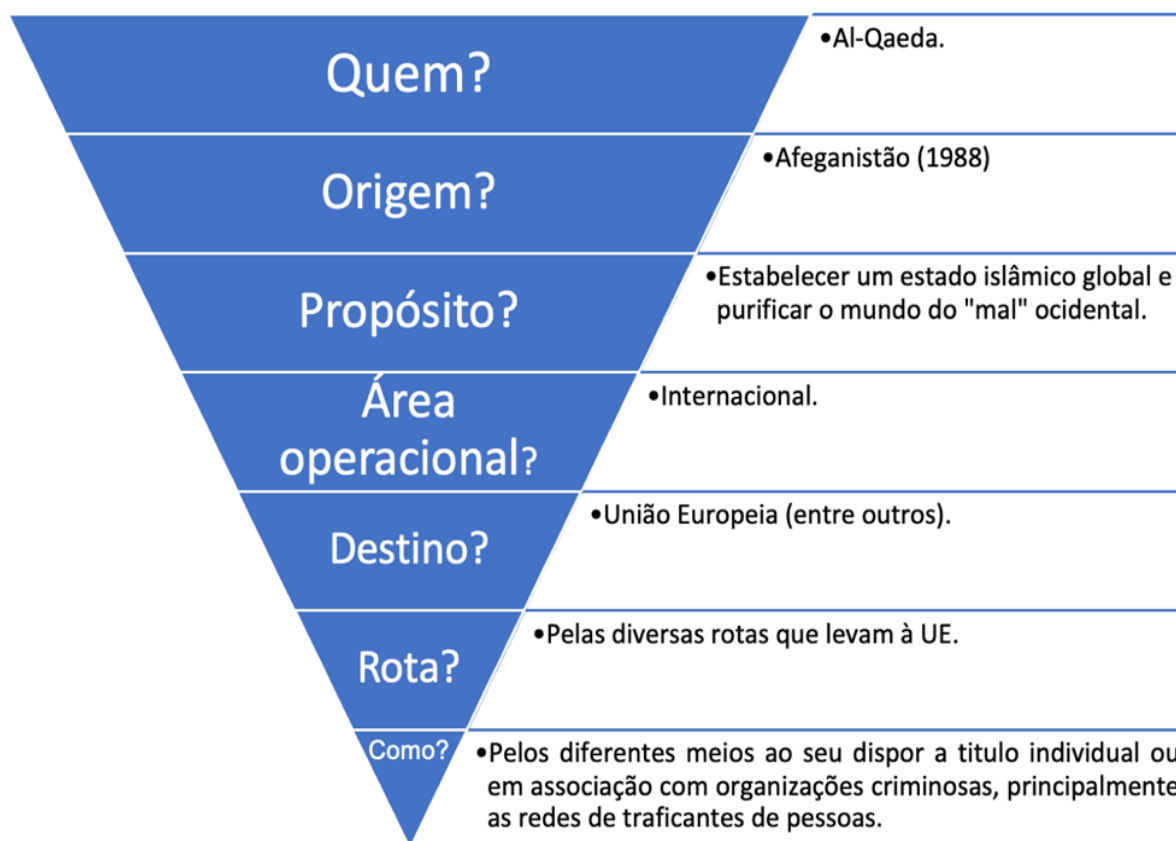 Quem?
•Al-Qaeda.
Origem?
•Afeganistão (1988)
Propósito?
•Estabelecer um estado islâmico global e
purificar o mundo do "mal" ocidental.
Área
operacional?
•Internacional.
Destino?
•União Europeia (entre outros).
Rota?
•Pelas diversas rotas que levam à UE.
Como?
•Pelos diferentes meios ao seu dispor a titulo individual ou
em associação com organizações criminosas, principalmente
as redes de traficantes de pessoas.